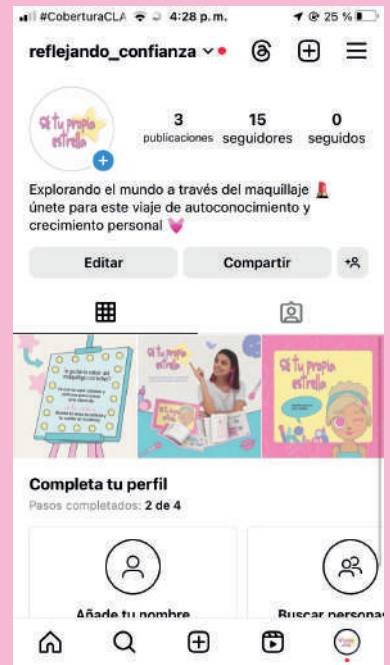 #CoberturaCLA 4:28 p. m. 25 %
reflejando_confianza
Sé tu propia
estrella
3 15 0
publicaciones seguidores seguidos
Explorando el mundo a través del maquillaje
únete para este viaje de autoconocimiento y
crecimiento personal
Editar Compartir
Sé tu propia
estrella
Sé tu propia
estrella
Completa tu perfil
Pasos completados: 2 de 4
Añade tu nombre
Buscar personas